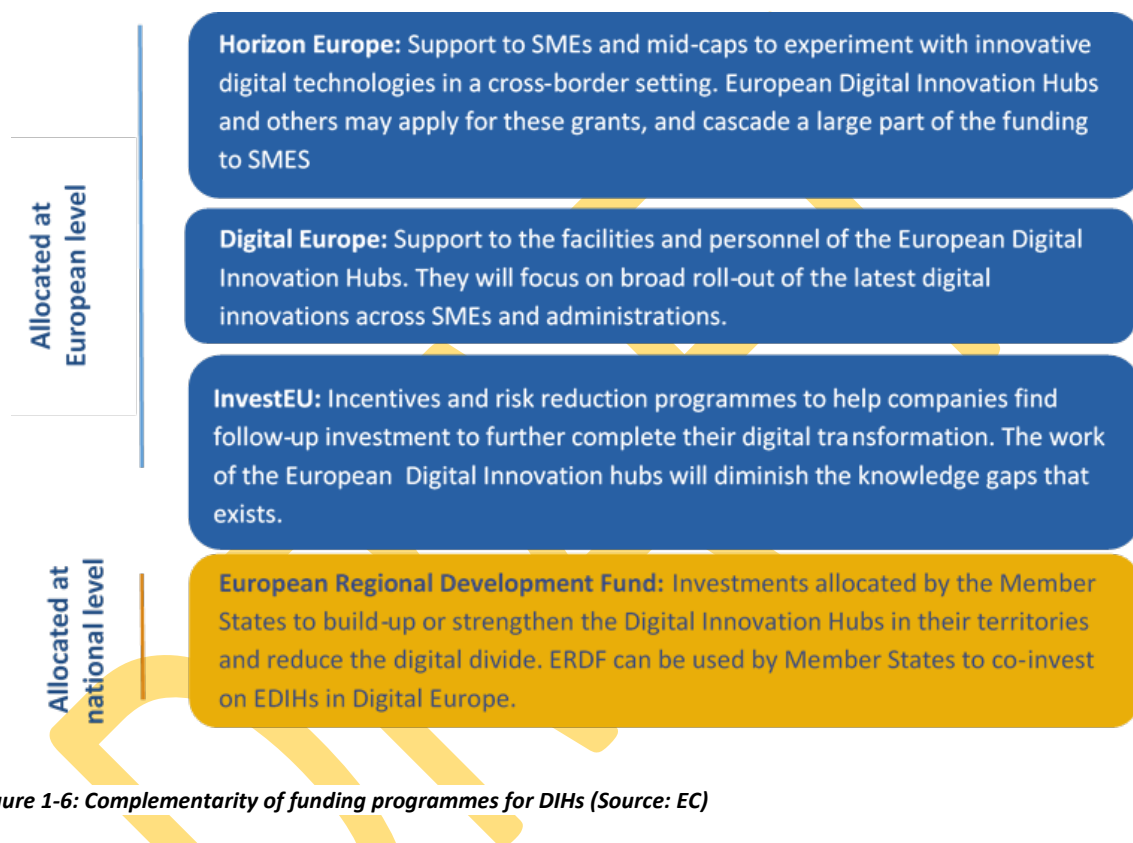 Allocated at
European level
Horizon Europe: Support to SMEs and mid-caps to experiment with innovative
digital technologies in a cross-border setting. European Digital Innovation Hubs
and others may apply for these grants, and cascade a large part of the funding
to SMES
Digital Europe: Support to the facilities and personnel of the European Digital
Innovation Hubs. They will focus on broad roll-out of the latest digital
innovations across SMEs and administrations.
InvestEU: Incentives and risk reduction programmes to help companies find
follow-up investment to further complete their digital transformation. The work
of the European Digital Innovation hubs will diminish the knowledge gaps that
exists.
Allocated at
national level
European Regional Development Fund: Investments allocated by the Member
States to build-up or strengthen the Digital Innovation Hubs in their territories
and reduce the digital divide. ERDF can be used by Member States to co-invest
on EDIHs in Digital Europe.
ure 1-6: Complementarity of funding programmes for DIHs (Source: EC)